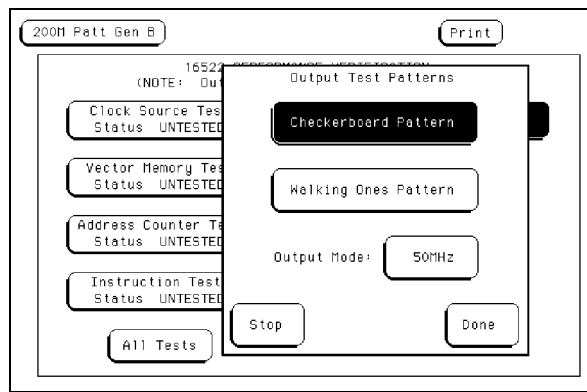 200M Patt Gen B
Print
16522
(NOTE: Out
Output Test Patterns
Clock Source Tes
Status UNTESTED
Checkerboard Pattern
Vector Memory Tes
Status UNTESTED
Walking Ones Pattern
Address Counter Te
Status UNTESTED
Output Mode: 50MHz
Instruction Test
Status UNTESTED
Stop
Done
All Tests